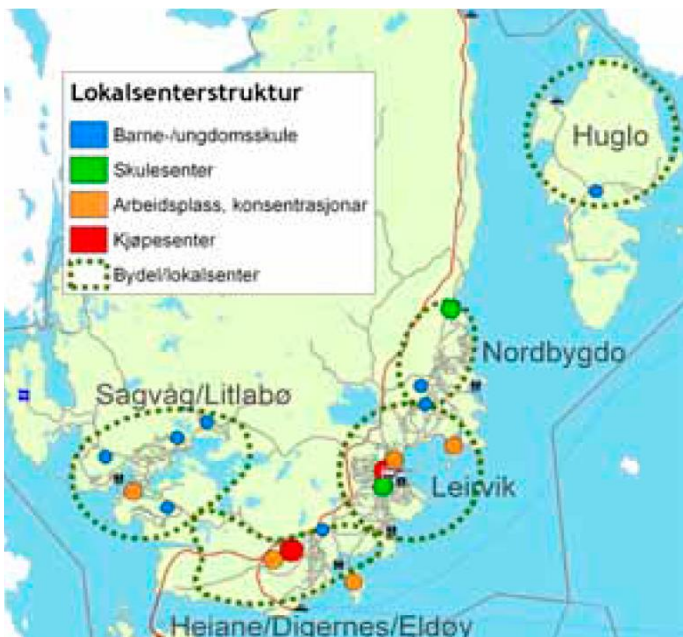 Lokalsenterstruktur
Barne-/ungdomsskule
Skulesenter
Arbeidsplass, konsentrasjonar
Kjøpesenter
Bydel/lokalsenter
Huglo
Nordbygdo
Sagvåg/Litlabø
Leirvik
Heiane/Digernes/Eldøy